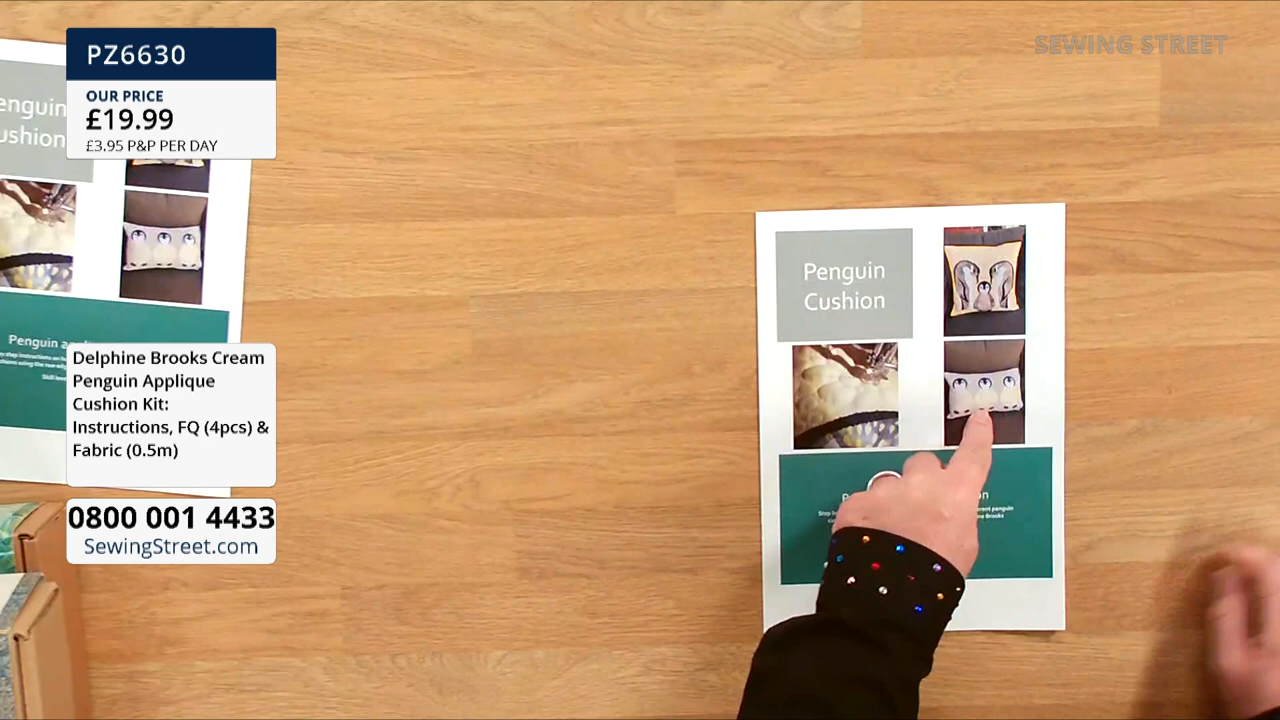 PZ6630
OUR PRICE
£19.99
£3.95 P&P PER DAY
SEWING STREET
enguin
ushion
Penguin
Delphine Brooks Cream
Penguin Applique
Cushion Kit:
Instructions, FQ (4pcs) &
Fabric (0.5m)
0800 001 4433
SewingStreet.com
Penguin
Cushion